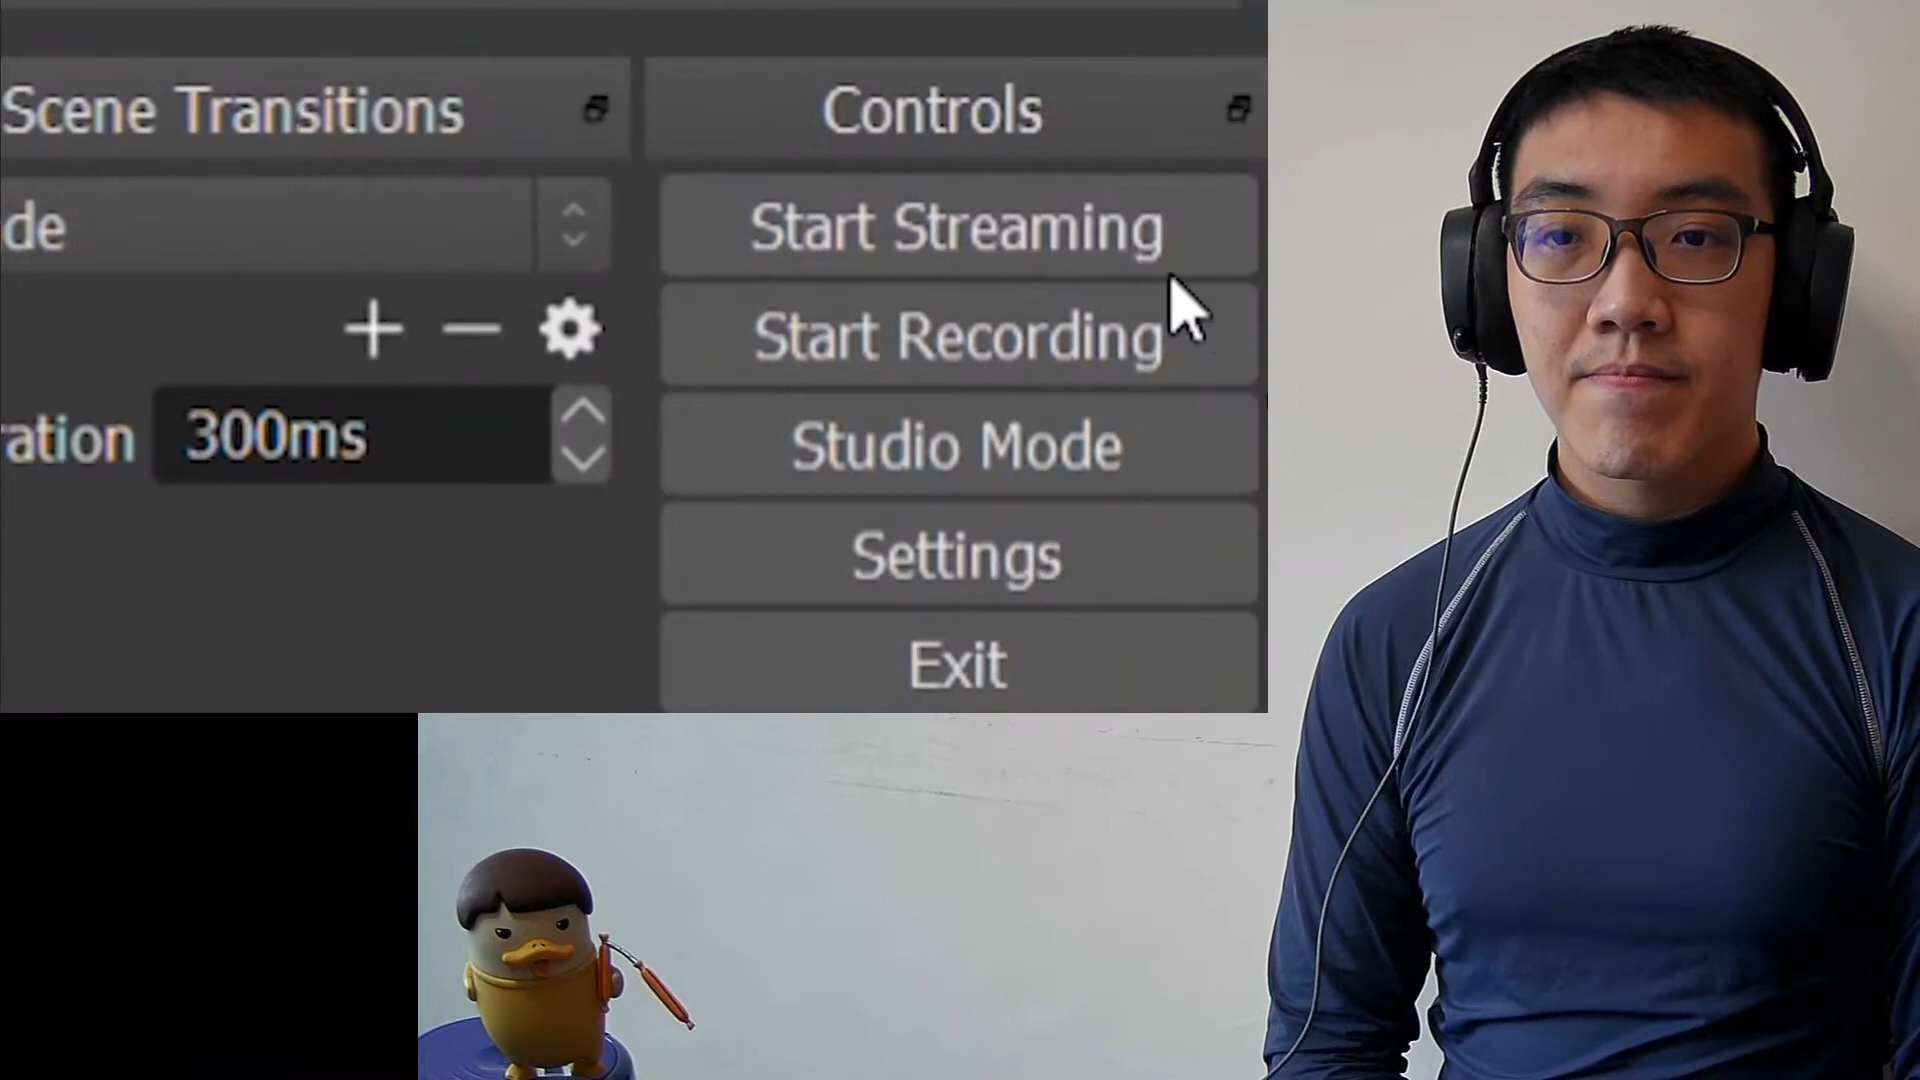 Scene Transitions
Controls
de
Start Streaming
Start Recording
ation 300ms
Studio Mode
Settings
Exit